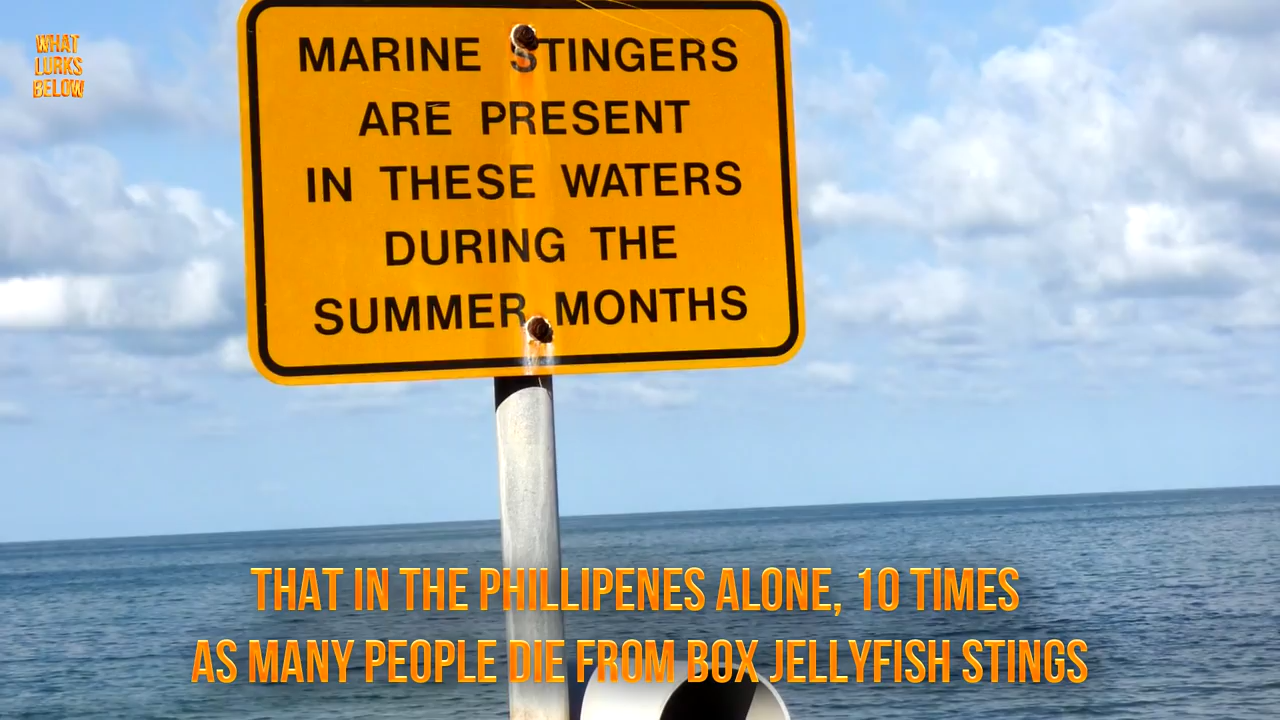 WHAT
LURKS
BELOW
MARINE STINGERS
ARE PRESENT
IN THESE WATERS
DURING THE
SUMMER MONTHS
THAT IN THE PHILLIPENES ALONE, 10 TIMES
AS MANY PEOPLE DIE FROM BOX JELLYFISH STINGS